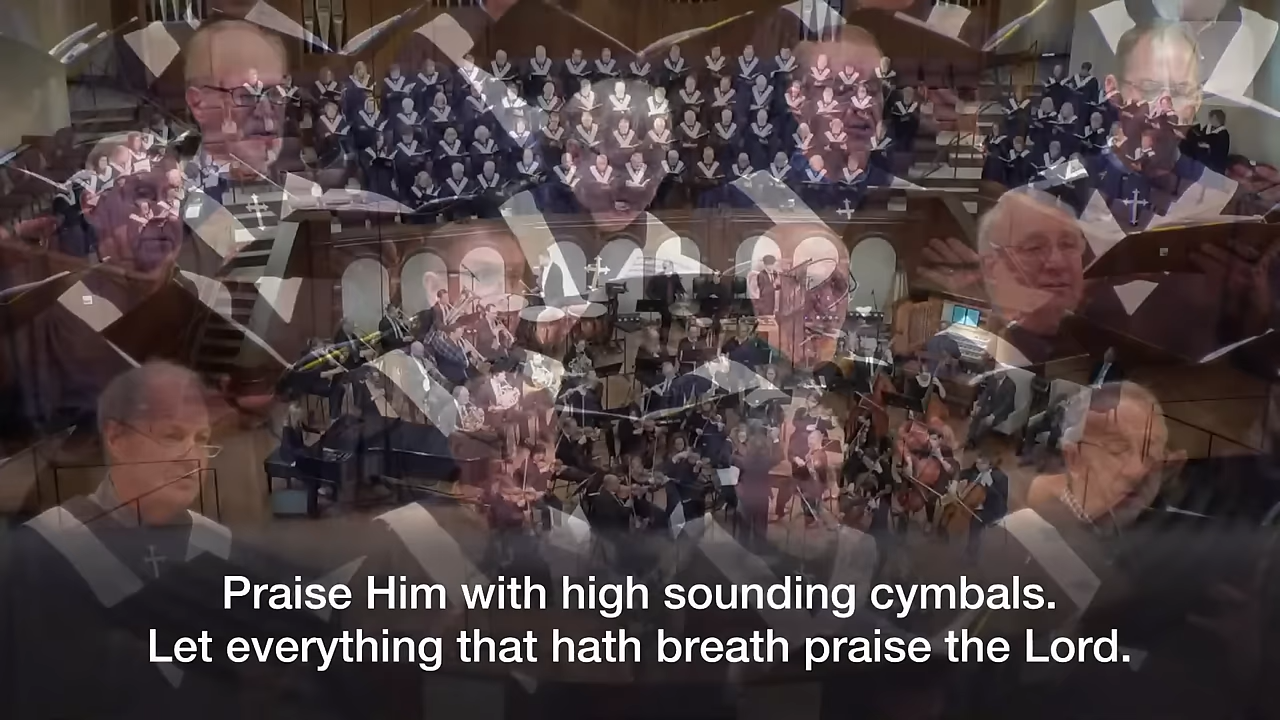 Praise Him with high sounding cymbals.
Let everything that hath breath praise the Lord.